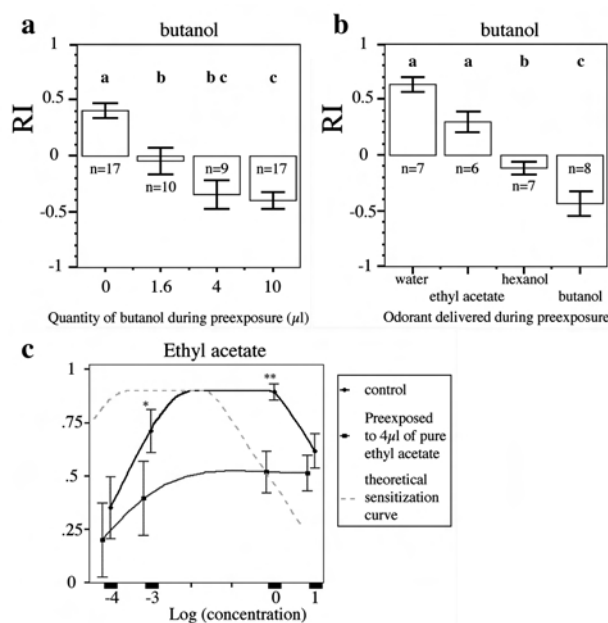 a
butanol
1
a b b c c
0.5
RI
0
n=17 n=9 n=17
n=10
-0.5
-1
0 1.6 4 10
Quantity of butanol during preexposure (µl)
b
butanol
1
a a b c
0.5
RI
0
n=7 n=6 n=8
n=7
-0.5
-1
water hexanol
ethyl acetate butanol
Odorant delivered during preexposure
c
Ethyl acetate
1
**
*
.75
.5
.25
0
-4 -3 0 1
Log (concentration)
control
Preexposed
to 4µl of pure
ethyl acetate
theoretical
sensitization
curve